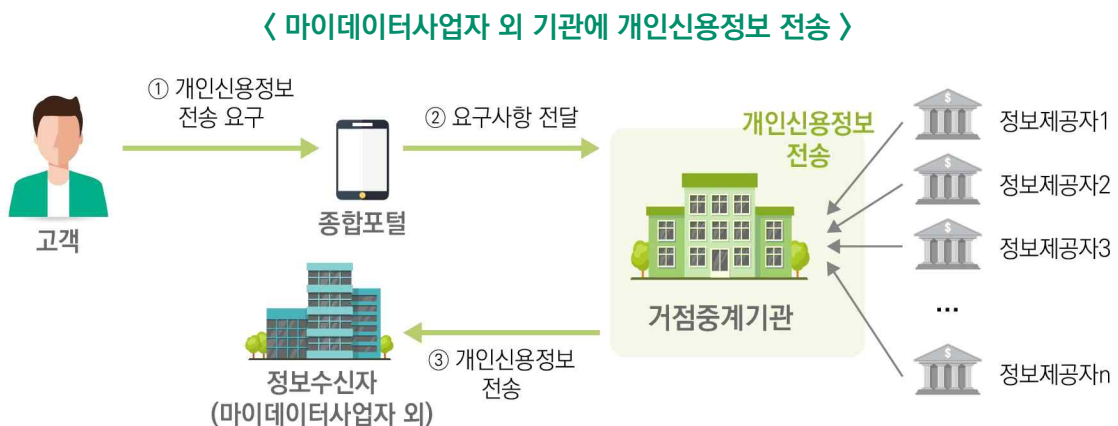 < 마이데이터사업자 외 기관에 개인신용정보 전송 >
① 개인신용정보
전송 요구
② 요구사항 전달
개인신용정보
전송
정보제공자1
정보제공자2
정보제공자3
...
정보제공자n
고객
종합포털
거점중계기관
③ 개인신용정보
전송
정보수신자
(마이데이터사업자 외)